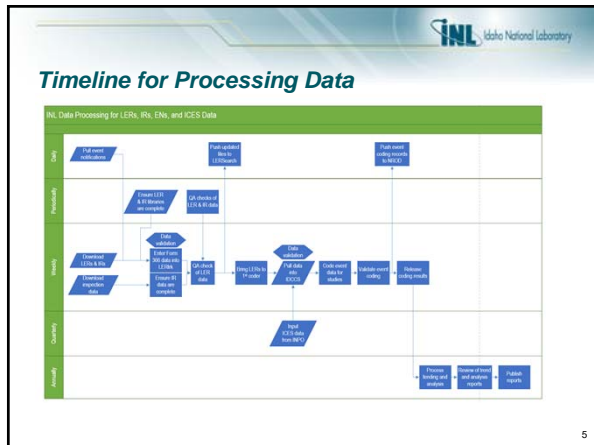 INL Idaho National Laboratory
Timeline for Processing Data
INL Data Processing for LERs, IRs, ENs, and ICES Data
Daily
Pull event
notifications
Push updated
files to
LERSearch
Push event
coding records
to NROD
Periodically
Ensure LER
& IR libraries
are complete
QA checks of
LER & IR data
Weekly
Data
validation
Download
LERs & IRs
Enter Form
366 data into
Download
inspection
data
Ensure IR
data are
complete
QA check
of LER
data
Bring LERs to
1st coder
Data
validation
Pull data
into
IDCCS
Code event
data for
studies
Validate event
coding
Release
coding results
Quarterly
Input
ICES data
from INPO
Annually
Process
trending and
analysis
Review of trend
and analysis
reports
Publish
reports
5